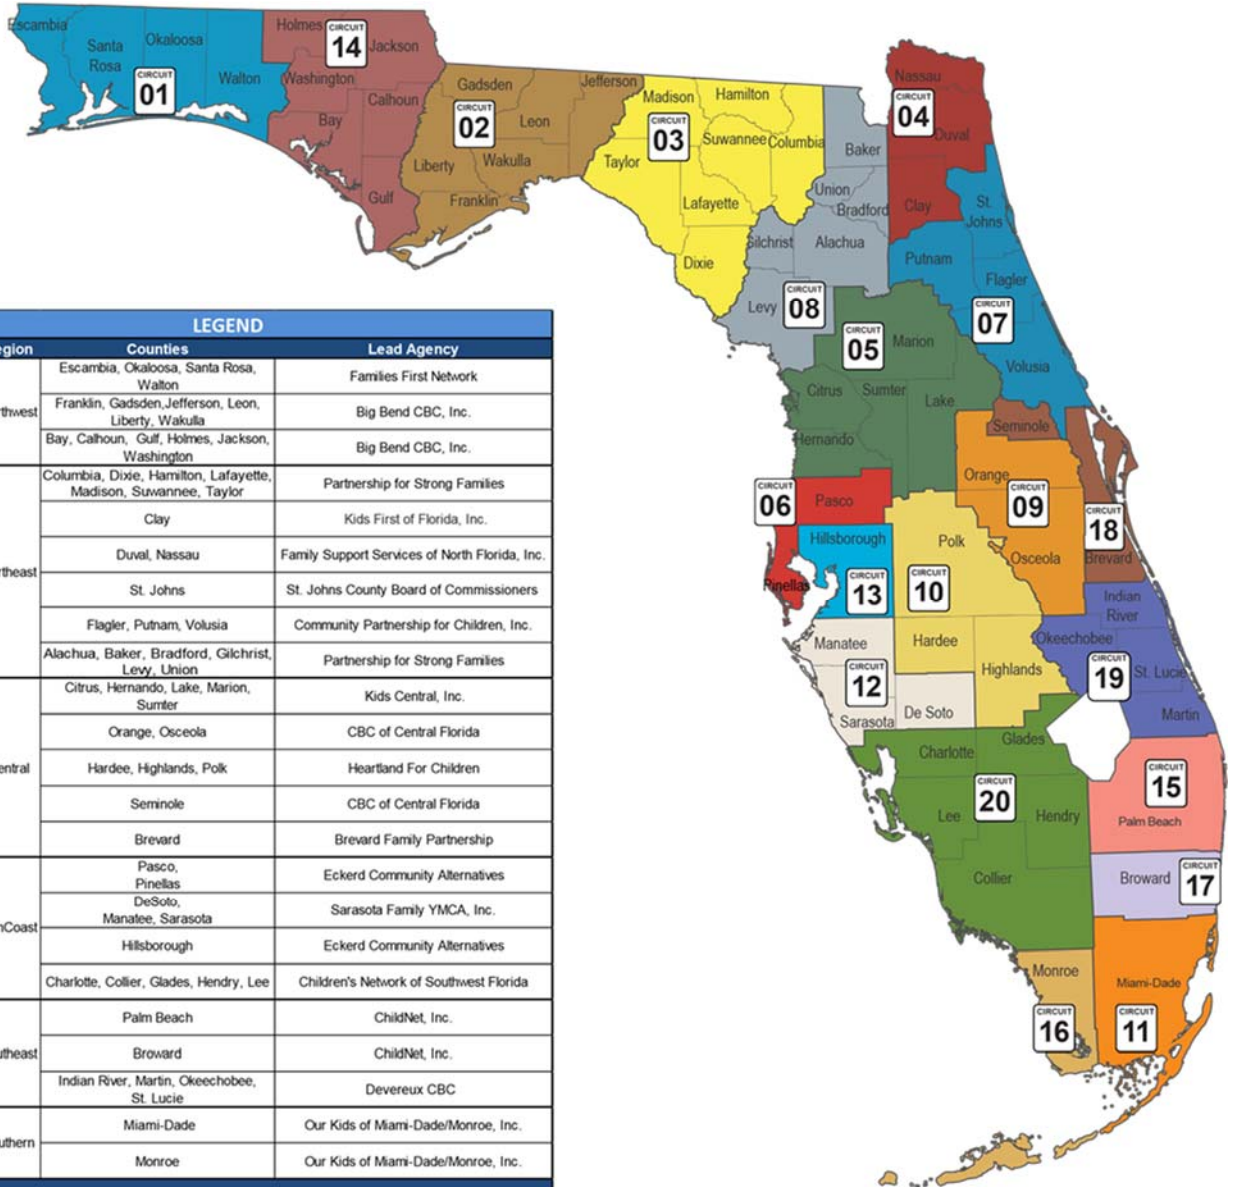 Escambia
Santa
Rosa
Okaloosa
Walton
CIRCUIT
01
Holmes
CIRCUIT
14
Jackson
Washington
Calhoun
Bay
Gulf
Gadsden
Jefferson
CIRCUIT
02
Leon
Liberty
Wakulla
Franklin
Madison
Hamilton
CIRCUIT
03
Suwannee
Columbia
Taylor
Lafayette
Dixie
Baker
Union
Bradford
Gilchrist
Alachua
Levy
CIRCUIT
08
Nassau
CIRCUIT
04
Duval
Clay
St.
Johns
Putnam
Flagler
CIRCUIT
07
Volusia
CIRCUIT
05
Marion
Citrus
Sumter
Lake
Hernando
Seminole
Orange
CIRCUIT
09
Osceola
CIRCUIT
18
Brevard
CIRCUIT
06
Pasco
Pinellas
Hillsborough
CIRCUIT
13
Polk
CIRCUIT
10
Hardee
Highlands
Manatee
CIRCUIT
12
Sarasota
De Soto
Indian
River
Okeechobee
CIRCUIT
19
St. Lucie
Martin
Charlotte
Glades
CIRCUIT
20
Lee
Hendry
Collier
CIRCUIT
15
Palm Beach
Broward
CIRCUIT
17
Monroe
CIRCUIT
16
Miami-Dade
CIRCUIT
11
LEGEND
egion Counties Lead Agency
Escambia, Okaloosa, Santa Rosa,
Walton
Families First Network
thwest
Franklin, Gadsden,Jefferson, Leon,
Liberty, Wakulla
Big Bend CBC, Inc.
Bay, Calhoun, Gulf, Holmes, Jackson,
Washington
Big Bend CBC, Inc.
Columbia, Dixie, Hamilton, Lafayette,
Madison, Suwannee, Taylor
Partnership for Strong Families
Clay Kids First of Florida, Inc.
Duval, Nassau Family Support Services of North Florida, Inc.
rtheast
St. Johns St. Johns County Board of Commissioners
Flagler, Putnam, Volusia Community Partnership for Children, Inc.
Alachua, Baker, Bradford, Gilchrist,
Levy, Union
Partnership for Strong Families
Citrus, Hernando, Lake, Marion,
Sumter
Kids Central, Inc.
Orange, Osceola CBC of Central Florida
entral Hardee, Highlands, Polk Heartland For Children
Seminole CBC of Central Florida
Brevard Brevard Family Partnership
Pasco,
Pinellas
Eckerd Community Alternatives
DeSoto,
Manatee, Sarasota
Sarasota Family YMCA, Inc.
nCoast
Hillsborough Eckerd Community Alternatives
Charlotte, Collier, Glades, Hendry, Lee Children's Network of Southwest Florida
Palm Beach ChildNet, Inc.
utheast Broward ChildNet, Inc.
Indian River, Martin, Okeechobee,
St. Lucie
Devereux CBC
Miami-Dade Our Kids of Miami-Dade/Monroe, Inc.
uthern
Monroe Our Kids of Miami-Dade/Monroe, Inc.